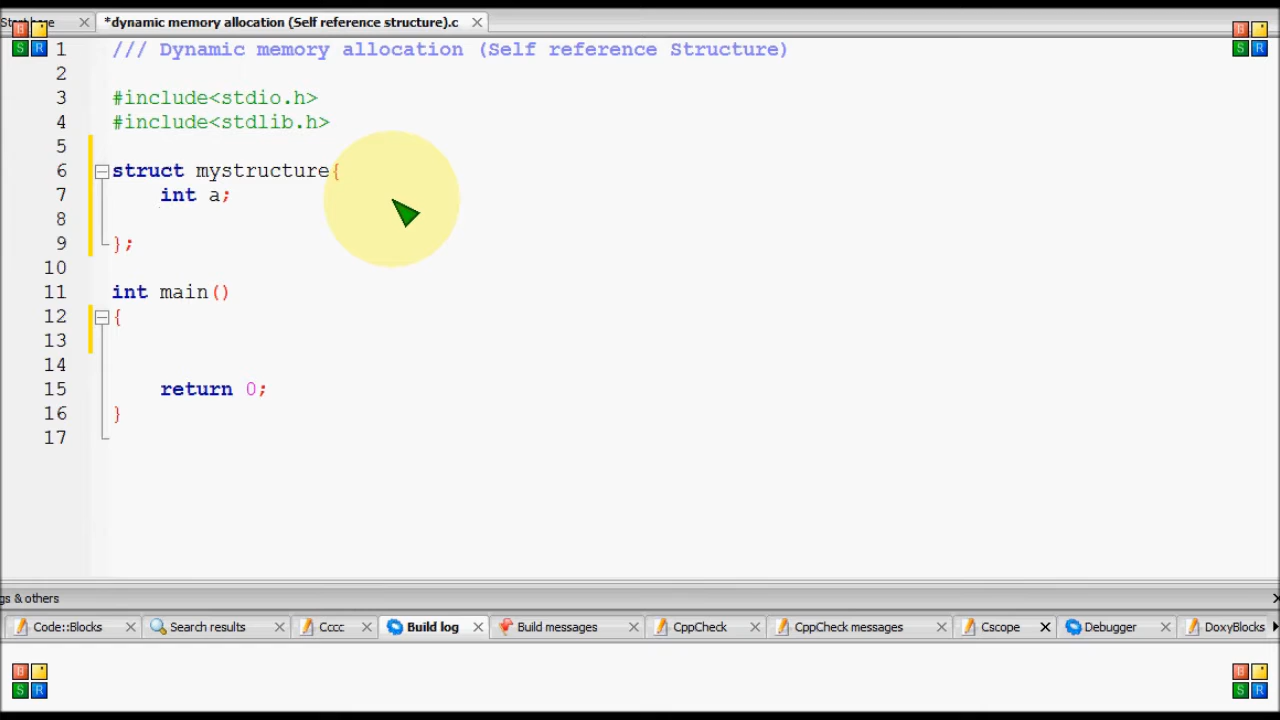 Start here
*dynamic memory allocation (Self reference structure).c
1 /// Dynamic memory allocation (Self reference Structure)
2
3 #include<stdio.h>
4 #include<stdlib.h>
5
6 struct mystructure{
7 int a;
8
9 };
10
11 int main()
12 {
13
14
15 return 0;
16 }
17
gs & others
Code::Blocks Search results Cccc Build log Build messages CppCheck CppCheck messages Cscope Debugger DoxyBlocks
B
S R
B
S R
B
S R
B
S R